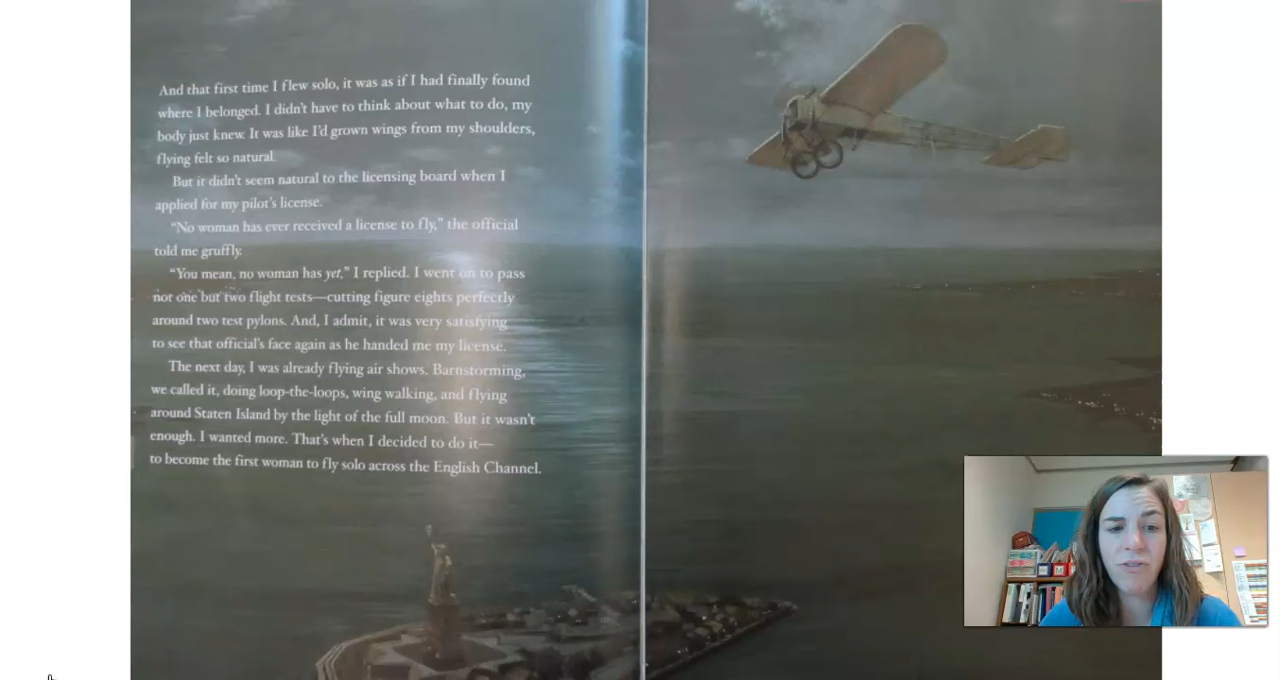 And that first time I flew solo, it was as if I had finally found
where I belonged. I didn't have to think about what to do, my
body just knew. It was like I'd grown wings from my shoulders,
flying felt so natural.
But it didn't seem natural to the licensing board when I
applied for my pilot's license.
"No woman has ever received a license to fly," the official
told me gruffly.
"You mean, no woman has yet," I replied. I went on to pass
not one but two flight tests—cutting figure eights perfectly
around two test pylons. And, I admit, it was very satisfying
to see that official's face again as he handed me my license.
The next day, I was already flying air shows. Barnstorming,
we called it, doing loop-the-loops, wing walking, and flying
around Staten Island by the light of the full moon. But it wasn't
enough. I wanted more. That's when I decided to do it—
to become the first woman to fly solo across the English Channel.